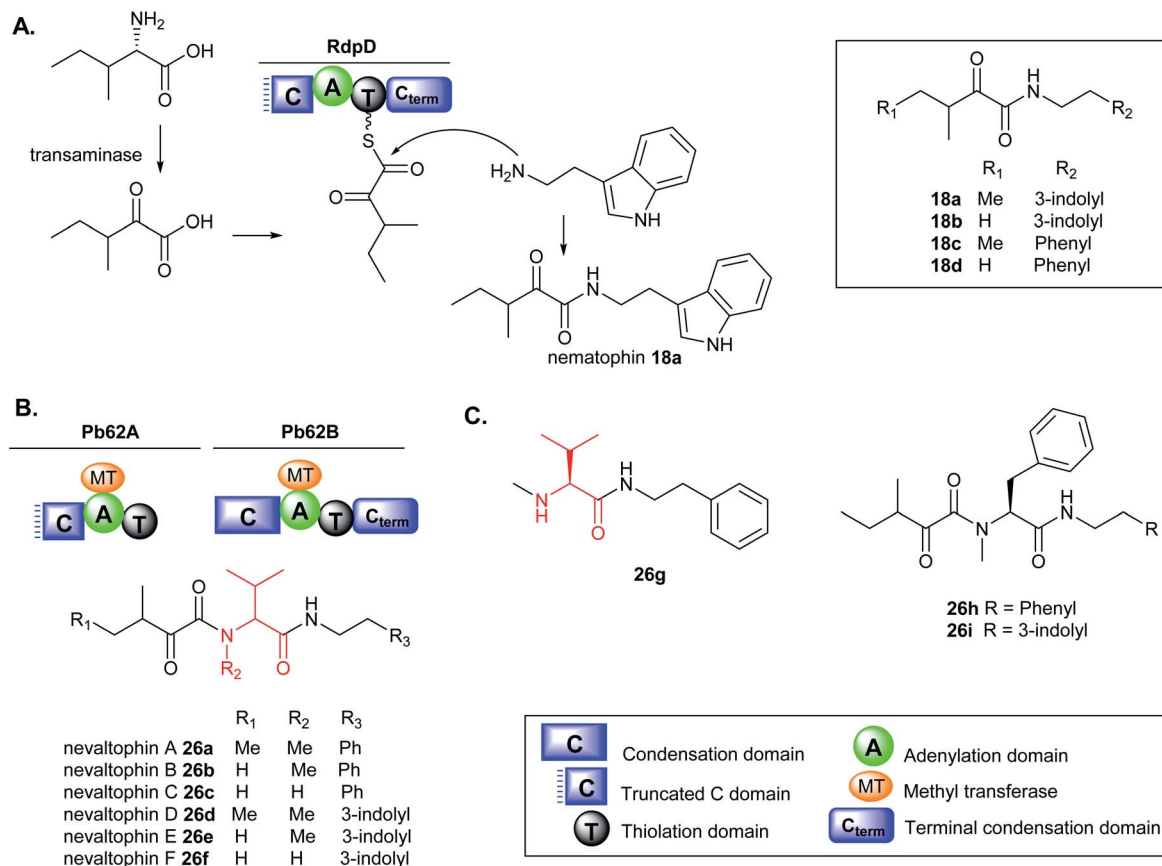 A.
NH2
OH
O
transaminase
O
OH
O
RdpD
C A T Cterm
S
O
O
H2N
NH
O
H
N
O
NH
nematophin 18a
O
H
N
R1
O
R2
R1 R2
18a Me 3-indolyl
18b H 3-indolyl
18c Me Phenyl
18d H Phenyl
B.
Pb62A Pb62B
MT MT
C A T C A T Cterm
O
H
N
R1
N
R3
O
R2
O
R1 R2 R3
nevaltophin A 26a Me Me Ph
nevaltophin B 26b H Me Ph
nevaltophin C 26c H H Ph
nevaltophin D 26d Me Me 3-indolyl
nevaltophin E 26e H Me 3-indolyl
nevaltophin F 26f H H 3-indolyl
C.
H
N
N
H
O
26g
O
H
N
N
R
O
O
26h R = Phenyl
26i R = 3-indolyl
C Condensation domain
C Truncated C domain
T Thiolation domain
A Adenylation domain
MT Methyl transferase
Cterm Terminal condensation domain